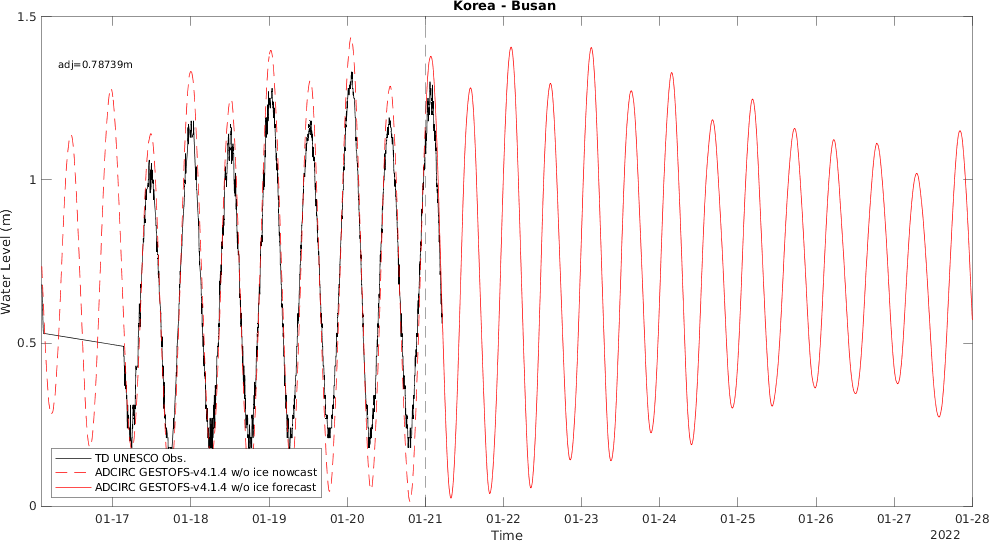 Korea - Busan
1.5
adj=0.78739m
1
Water Level (m)
0.5
TD UNESCO Obs.
ADCIRC GESTOFS-v4.1.4 w/o ice nowcast
ADCIRC GESTOFS-v4.1.4 w/o ice forecast
0
01-17 01-18 01-19 01-20 01-21 01-22 01-23 01-24 01-25 01-26 01-27 01-28
Time
2022